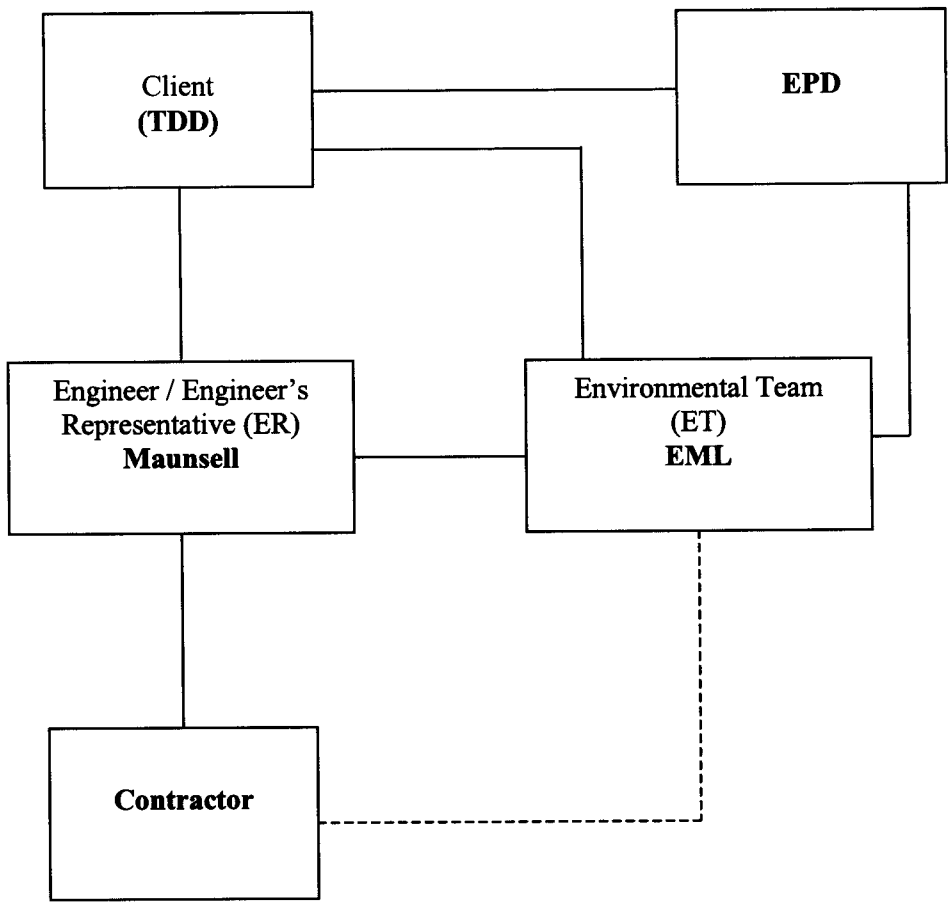 Client
(TDD)
EPD
Engineer / Engineer's
Representative (ER)
Maunsell
Environmental Team
(ET)
EML
Contractor